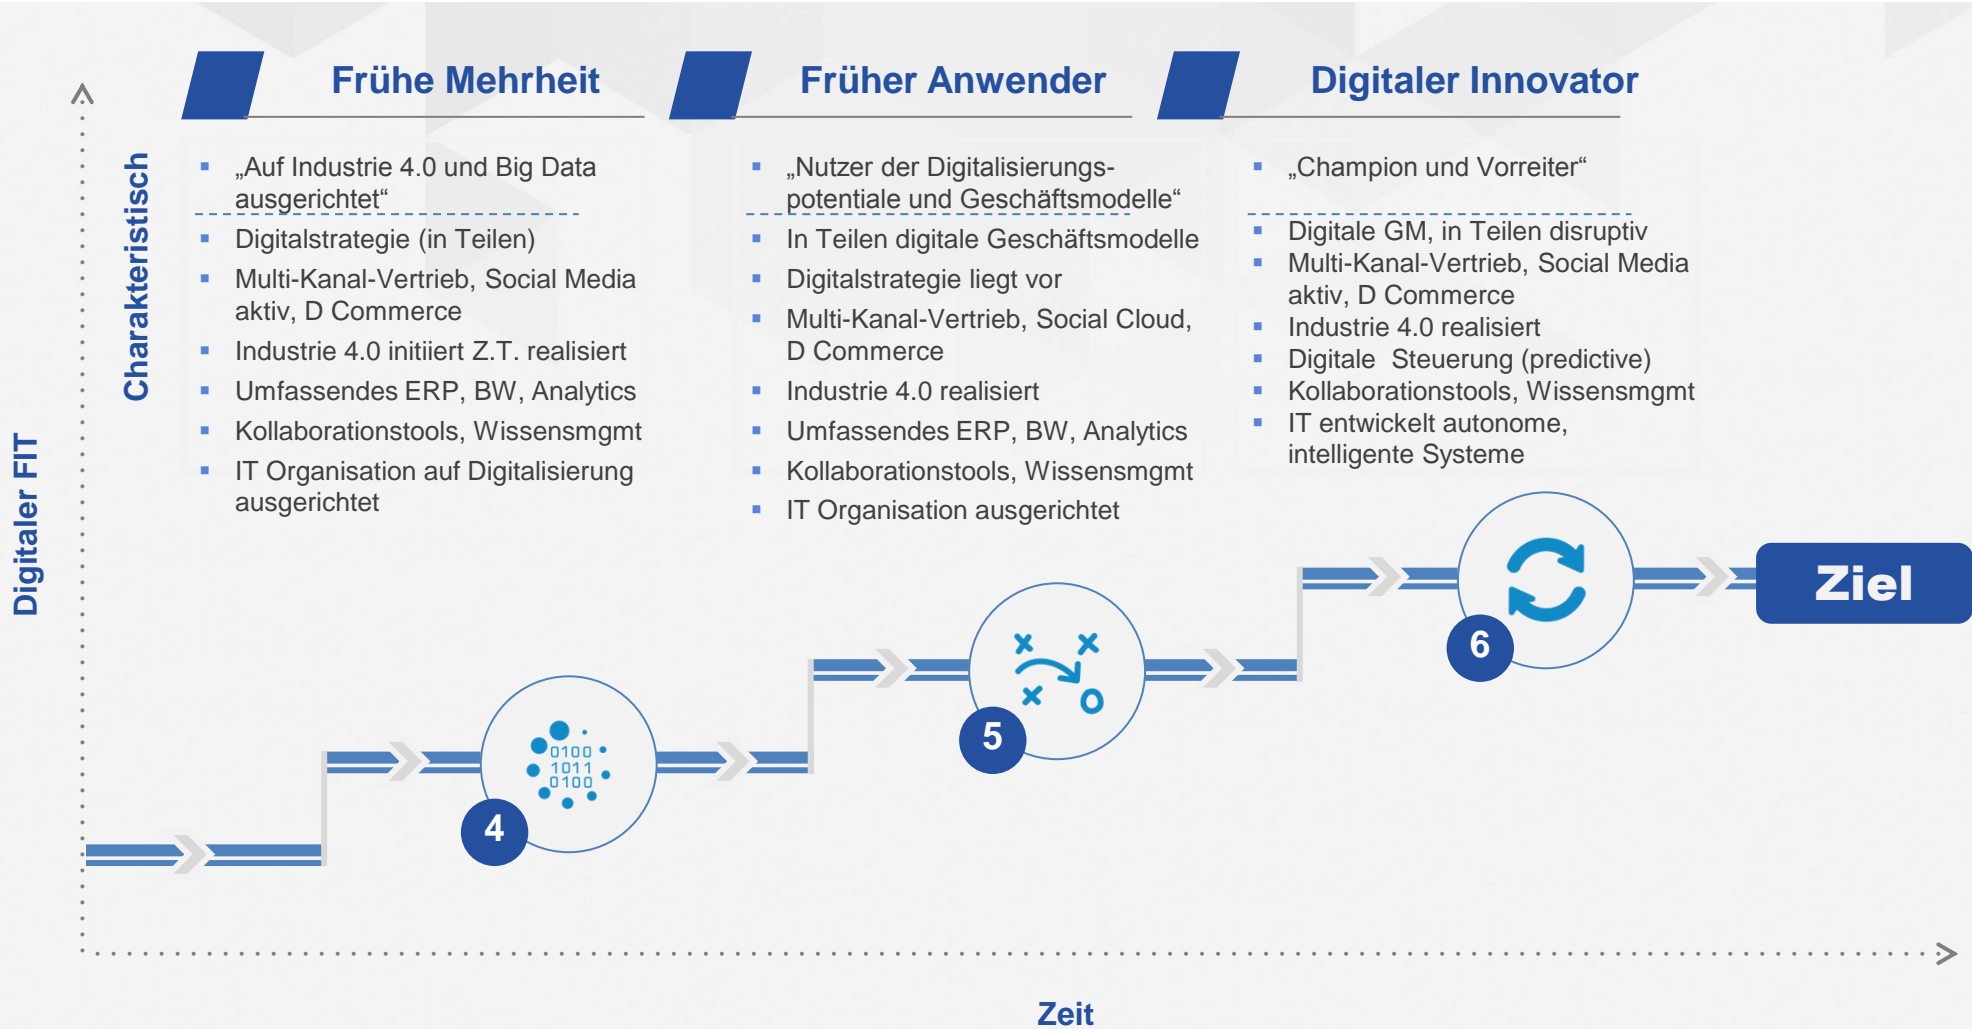 Frühe Mehrheit
„Auf Industrie 4.0 und Big Data
ausgerichtet“
Digitalstrategie (in Teilen)
Multi-Kanal-Vertrieb, Social Media
aktiv, D Commerce
Industrie 4.0 initiiert Z.T. realisiert
Umfassendes ERP, BW, Analytics
Kollaborationstools, Wissensmgmt
IT Organisation auf Digitalisierung
ausgerichtet
Früher Anwender
„Nutzer der Digitalisierungs-
potentiale und Geschäftsmodelle“
In Teilen digitale Geschäftsmodelle
Digitalstrategie liegt vor
Multi-Kanal-Vertrieb, Social Cloud,
D Commerce
Industrie 4.0 realisiert
Umfassendes ERP, BW, Analytics
Kollaborationstools, Wissensmgmt
IT Organisation ausgerichtet
Digitaler Innovator
„Champion und Vorreiter“
Digitale GM, in Teilen disruptiv
Multi-Kanal-Vertrieb, Social Media
aktiv, D Commerce
Industrie 4.0 realisiert
Digitale  Steuerung (predictive)
Kollaborationstools, Wissensmgmt
IT entwickelt autonome,
intelligente Systeme
Charakteristisch
Digitaler FIT
0100
1011
0100
4
5
6
Ziel
Zeit